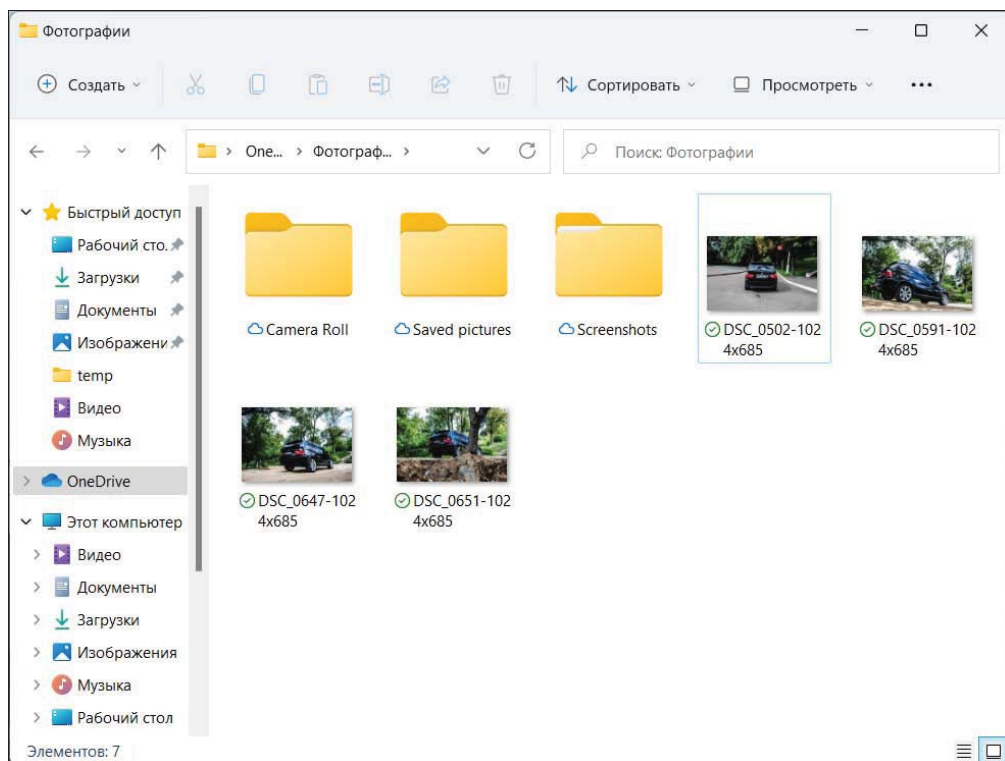 Фотографии
Создать
Сортировать
Просмотреть
One... > Фотограф... >
Поиск: Фотографии
Быстрый доступ
Рабочий сто.
Загрузки
Документы
Изображени
temp
Видео
Музыка
OneDrive
Этот компьютер
Видео
Документы
Загрузки
Изображения
Музыка
Рабочий стол
Camera Roll
Saved pictures
Screenshots
DSC_0502-102
4x685
DSC_0591-102
4x685
DSC_0647-102
4x685
DSC_0651-102
4x685
Элементов: 7